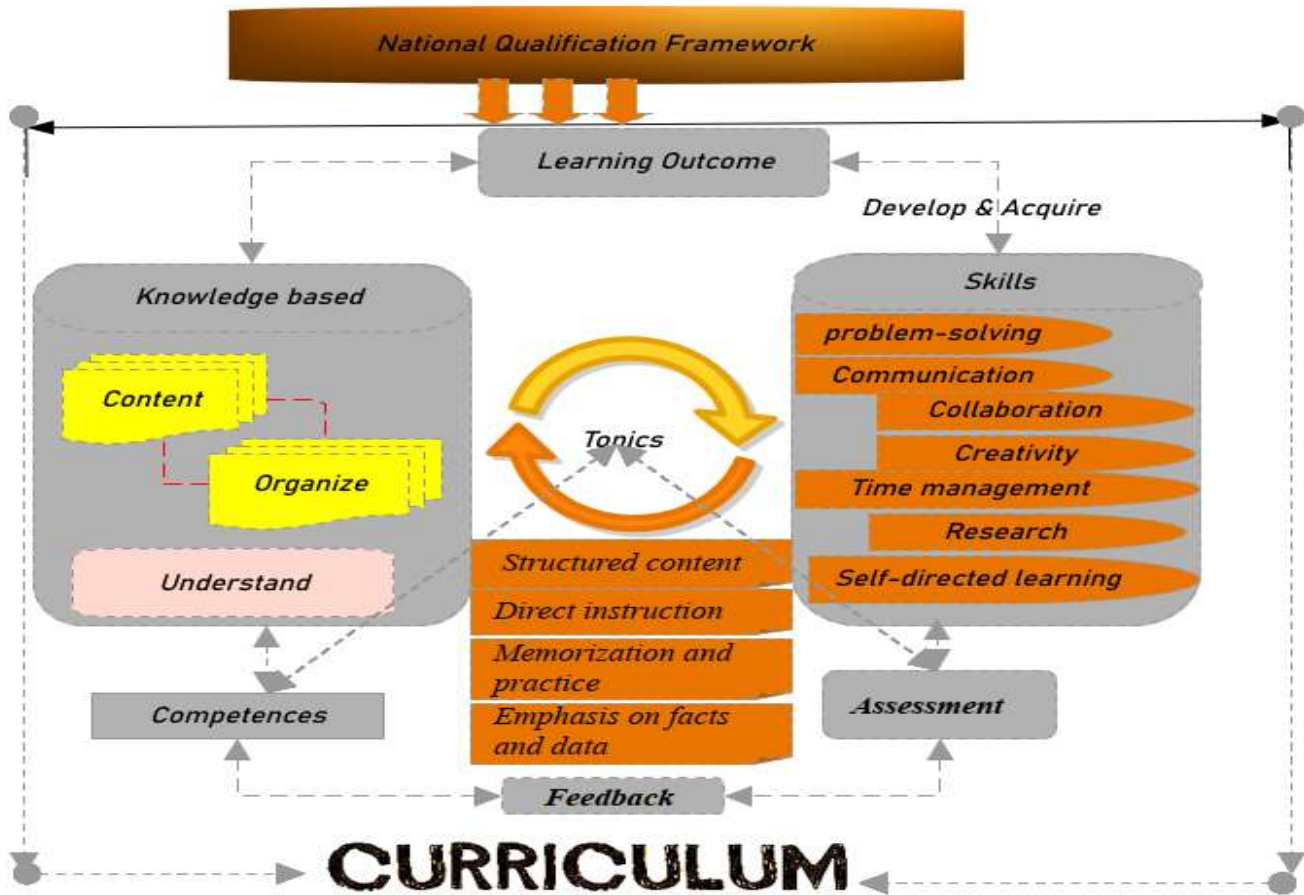 National Qualification Framework
Learning Outcome
Develop & Acquire
Knowledge based
Content
Organize
Understand
Tonics
Skills
problem-solving
Communication
Collaboration
Creativity
Time management
Research
Self-directed learning
Structured content
Direct instruction
Memorization and
practice
Emphasis on facts
and data
Competences
Assessment
Feedback
CURRICULUM